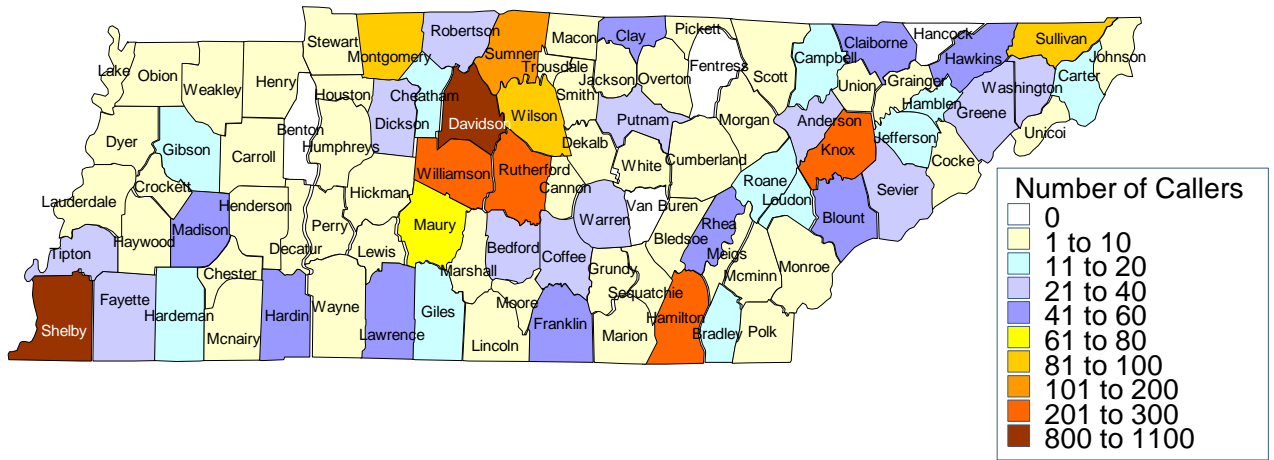 Stewart
Montgomery
Robertson
Sumner
Macon
Clay
Pickett
Hancock
Claiborne
Hawkins
Sullivan
Johnson
Lake
Obion
Weakley
Henry
Houston
Cheatham
Trousdale
Jackson
Overton
Fentress
Scott
Campbell
Union
Grainger
Hamblen
Washington
Carter
Dyer
Gibson
Carroll
Benton
Humphreys
Dickson
Davidson
Wilson
Smith
Putnam
Morgan
Anderson
Jefferson
Greene
Unicoi
Lauderdale
Crockett
Henderson
Hickman
Williamson
Rutherford
Cannon
Dekalb
White
Cumberland
Roane
Loudon
Knox
Sevier
Cocke
Tipton
Haywood
Madison
Decatur
Perry
Lewis
Maury
Bedford
Coffee
Warren
Van Buren
Bledsoe
Rhea
Meigs
Blount
Shelby
Fayette
Hardeman
Chester
Mcnairy
Hardin
Wayne
Lawrence
Giles
Marshall
Moore
Lincoln
Franklin
Grundy
Sequatchie
Marion
Hamilton
Bradley
Mcminn
Monroe
Polk
Number of Callers
0
1 to 10
11 to 20
21 to 40
41 to 60
61 to 80
81 to 100
101 to 200
201 to 300
800 to 1100